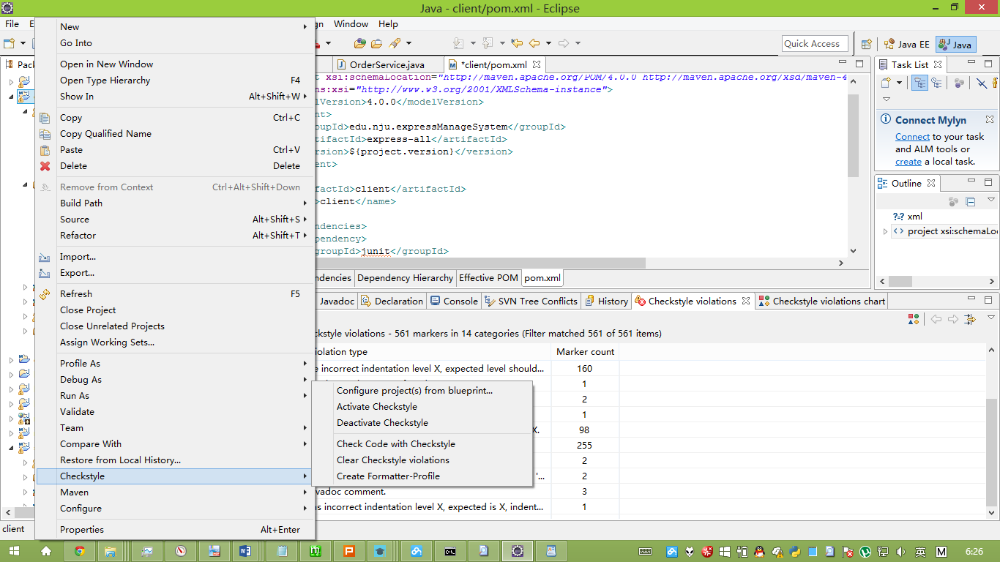 Java - client/pom.xml - Eclipse
File
Window
Help
Quick Access
Java EE
Java
OrderService.java
*client/pom.xml
Task List
New
Go Into
Open in New Window
Open Type Hierarchy F4
Show In Alt+Shift+W
Copy Ctrl+C
Copy Qualified Name
Paste Ctrl+V
Delete Delete
Remove from Context Ctrl+Alt+Shift+Down
Build Path
Source Alt+Shift+S
Refactor Alt+Shift+T
Import...
Export...
Refresh F5
Close Project
Close Unrelated Projects
Assign Working Sets...
Profile As
Debug As
Run As
Validate
Team
Compare With
Restore from Local History...
Checkstyle
Maven
Configure
Properties Alt+Enter
Configure project(s) from blueprint...
Activate Checkstyle
Deactivate Checkstyle
Check Code with Checkstyle
Clear Checkstyle violations
Create Formatter-Profile
t xsi:schemaLocation="http://maven.apache.org/POM/4.0.0 http://maven.apache.org/xsd/maven-4
ns:xsi="http://www.w3.org/2001/XMLSchema-instance">
lVersion>4.0.0</modelVersion>
nt>
oupId>edu.nju.expressManageSystem</groupId>
tifactId>express-all</artifactId>
rsion>${project.version}</version>
ent>
factId>client</artifactId>
>client</name>
ndencies>
pendency>
groupId>junit</groupId>
ndencies
Dependency Hierarchy
Effective POM
pom.xml
Connect Mylyn
Connect to your task
and ALM tools or
create a local task.
Outline
?=? xml
<> project xsi:schemaLoc
Javadoc
Declaration
Console
SVN Tree Conflicts
History
Checkstyle violations
Checkstyle violations chart
ckstyle violations - 561 markers in 14 categories (Filter matched 561 of 561 items)
iolation type Marker count
e incorrect indentation level X, expected level should... 160
1
2
1
X. 98
255
2
'... 2
vadoc comment. 3
as incorrect indentation level X, expected is X, indent... 1
client
英
M
6:26